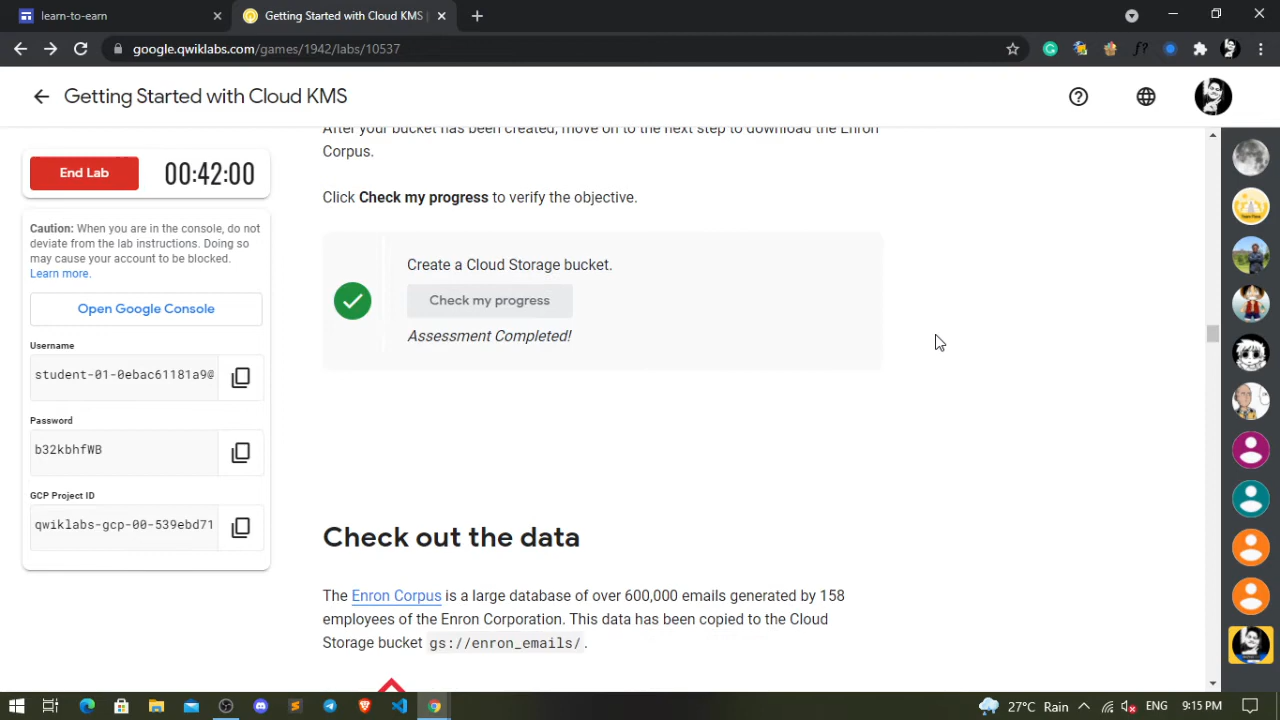 learn-to-earn
Getting Started with Cloud KMS |
google.qwiklabs.com/games/1942/labs/10537
Getting Started with Cloud KMS
End Lab
00:42:00
Caution: When you are in the console, do not
deviate from the lab instructions. Doing so
may cause your account to be blocked.
Learn more.
Open Google Console
Username
student-01-0ebac61181a9@
Password
b32kbhfWB
GCP Project ID
qwiklabs-gcp-00-539ebd71
After your bucket has been created, move on to the next step to download the Enron
Corpus.
Click Check my progress to verify the objective.
Create a Cloud Storage bucket.
Check my progress
Assessment Completed!
Check out the data
The Enron Corpus is a large database of over 600,000 emails generated by 158
employees of the Enron Corporation. This data has been copied to the Cloud
Storage bucket gs://enron_emails/.
27°C Rain
ENG
9:15 PM